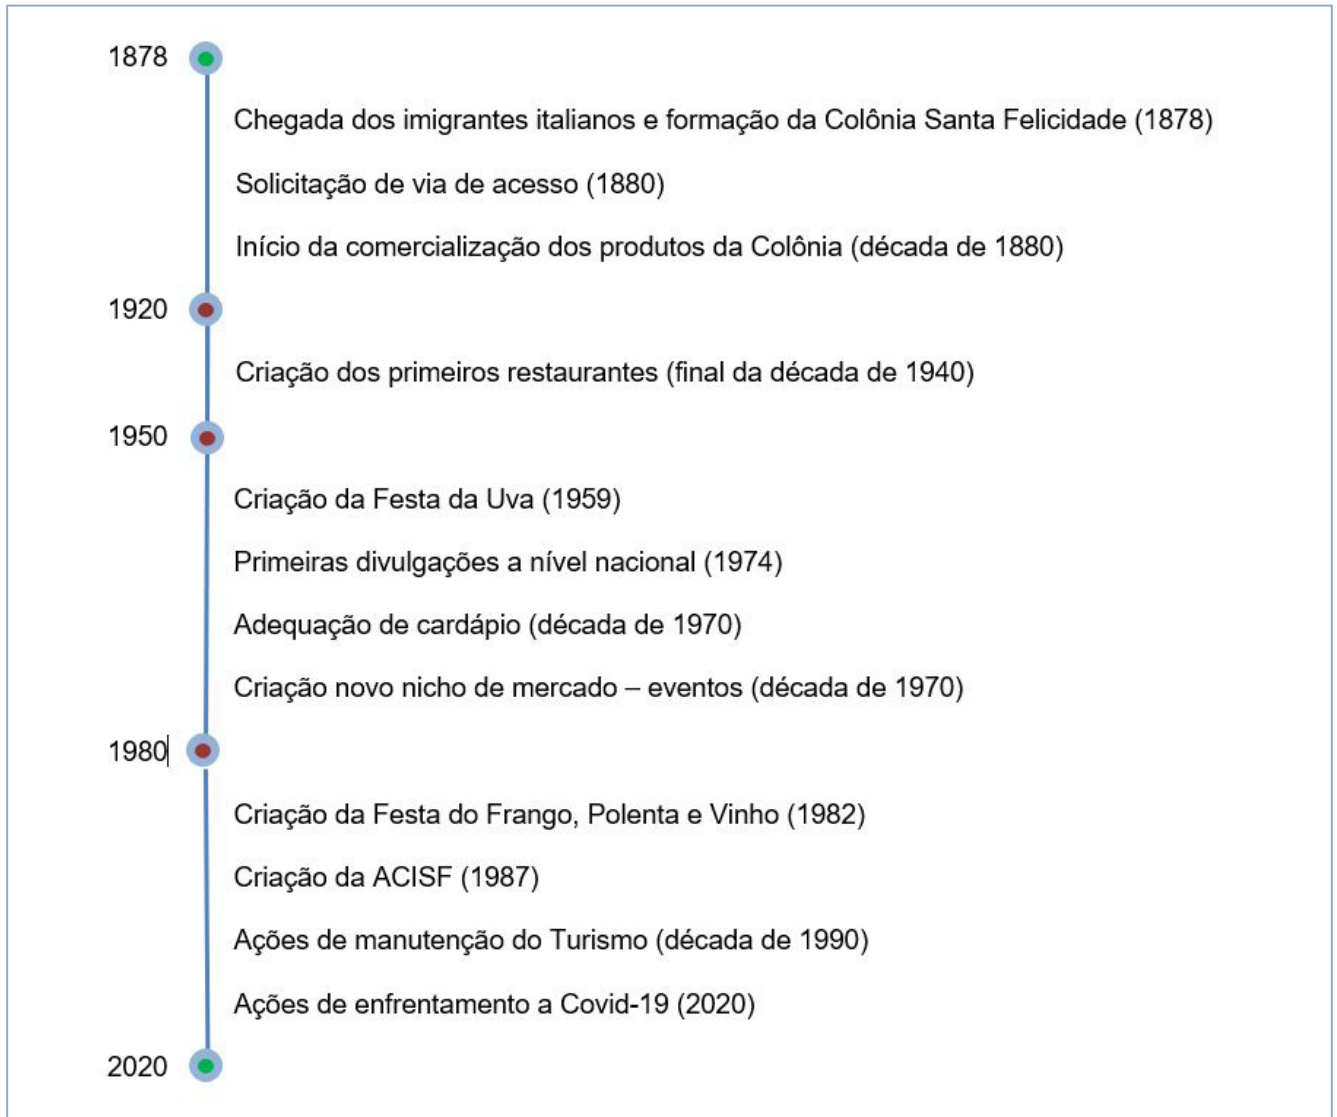 1878
Chegada dos imigrantes italianos e formação da Colônia Santa Felicidade (1878)
Solicitação de via de acesso (1880)
Início da comercialização dos produtos da Colônia (década de 1880)
1920
Criação dos primeiros restaurantes (final da década de 1940)
1950
Criação da Festa da Uva (1959)
Primeiras divulgações a nível nacional (1974)
Adequação de cardápio (década de 1970)
Criação novo nicho de mercado – eventos (década de 1970)
1980
Criação da Festa do Frango, Polenta e Vinho (1982)
Criação da ACISF (1987)
Ações de manutenção do Turismo (década de 1990)
Ações de enfrentamento a Covid-19 (2020)
2020